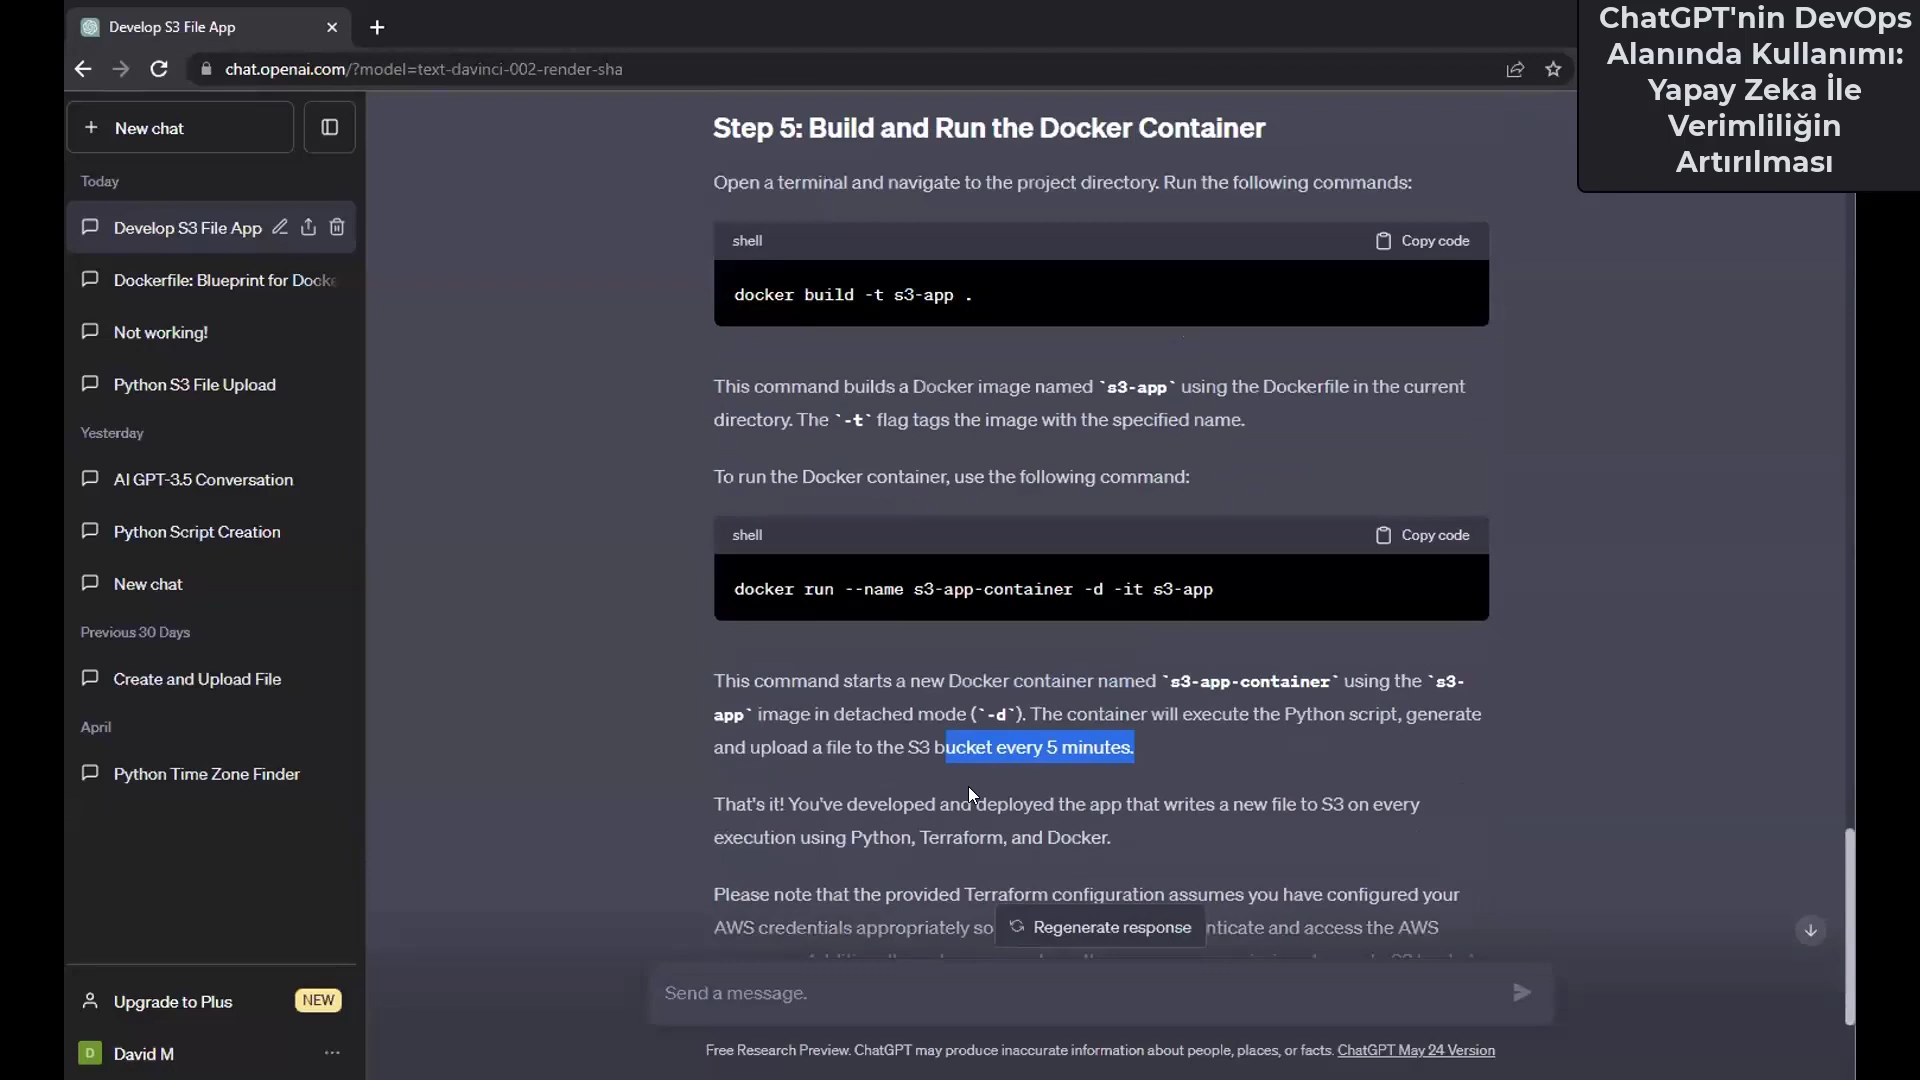 Develop S3 File App
chat.openai.com/?model=text-davinci-002-render-sha
ChatGPT'nin DevOps
Alanında Kullanımı:
Yapay Zeka İle
Verimliliğin
Artırılması
New chat
Today
Develop S3 File App
Dockerfile: Blueprint for Docke
Not working!
Python S3 File Upload
Yesterday
AI GPT-3.5 Conversation
Python Script Creation
New chat
Previous 30 Days
Create and Upload File
April
Python Time Zone Finder
Upgrade to Plus
NEW
D
David M
Step 5: Build and Run the Docker Container
Open a terminal and navigate to the project directory. Run the following commands:
shell
Copy code
docker build -t s3-app .
This command builds a Docker image named `s3-app` using the Dockerfile in the current
directory. The `-t` flag tags the image with the specified name.
To run the Docker container, use the following command:
shell
Copy code
docker run --name s3-app-container -d -it s3-app
This command starts a new Docker container named `s3-app-container` using the `s3-
app` image in detached mode (`-d`). The container will execute the Python script, generate
and upload a file to the S3 bucket every 5 minutes.
That's it! You've developed and deployed the app that writes a new file to S3 on every
execution using Python, Terraform, and Docker.
Please note that the provided Terraform configuration assumes you have configured your
AWS credentials appropriately so
nticate and access the AWS
Regenerate response
Send a message.
Free Research Preview. ChatGPT may produce inaccurate information about people, places, or facts. ChatGPT May 24 Version